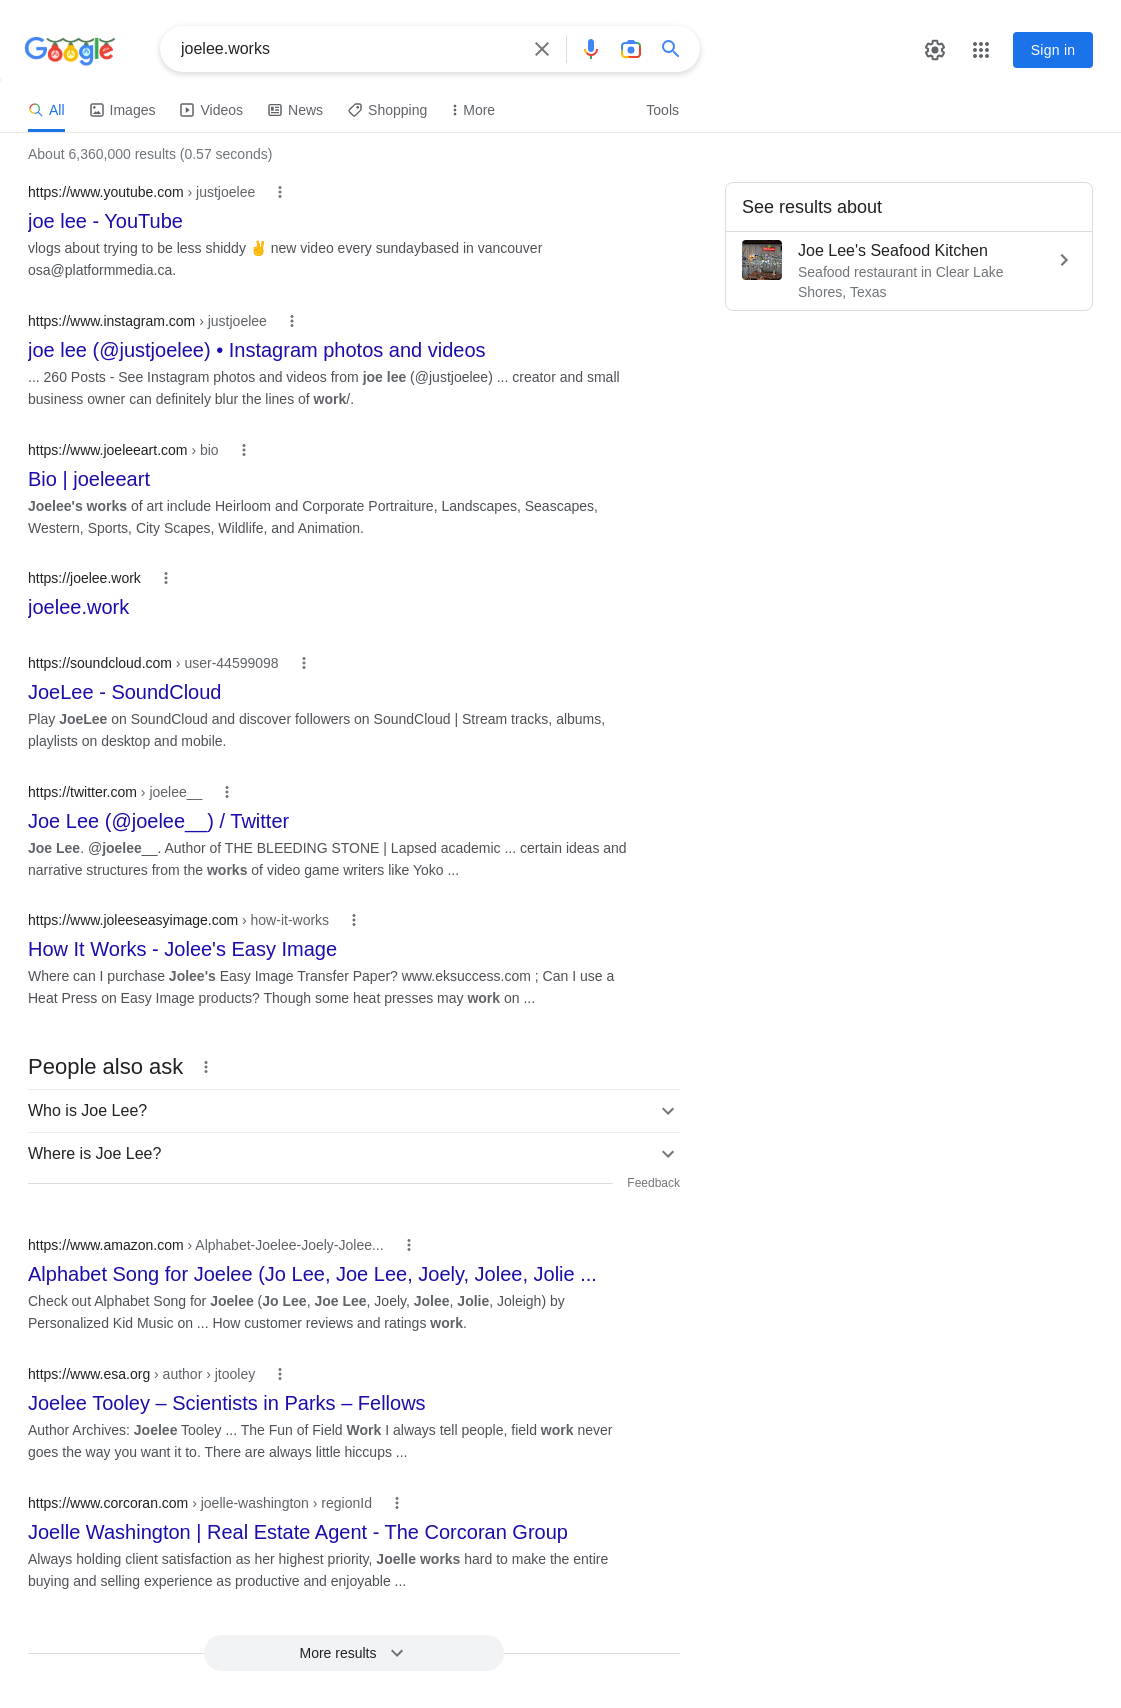 Google
joelee.works
Sign in
All Images Videos News Shopping More Tools
About 6,360,000 results (0.57 seconds)
https://www.youtube.com › justjoelee
joe lee - YouTube
vlogs about trying to be less shiddy ✌️ new video every sundaybased in vancouver
osa@platformmedia.ca.
https://www.instagram.com › justjoelee
joe lee (@justjoelee) • Instagram photos and videos
... 260 Posts - See Instagram photos and videos from joe lee (@justjoelee) ... creator and small
business owner can definitely blur the lines of work/.
https://www.joeleeart.com › bio
Bio | joeleeart
Joelee's works of art include Heirloom and Corporate Portraiture, Landscapes, Seascapes,
Western, Sports, City Scapes, Wildlife, and Animation.
https://joelee.work
joelee.work
https://soundcloud.com › user-44599098
JoeLee - SoundCloud
Play JoeLee on SoundCloud and discover followers on SoundCloud | Stream tracks, albums,
playlists on desktop and mobile.
https://twitter.com › joelee__
Joe Lee (@joelee__) / Twitter
Joe Lee. @joelee__. Author of THE BLEEDING STONE | Lapsed academic ... certain ideas and
narrative structures from the works of video game writers like Yoko ...
https://www.joleeseasyimage.com › how-it-works
How It Works - Jolee's Easy Image
Where can I purchase Jolee's Easy Image Transfer Paper? www.eksuccess.com ; Can I use a
Heat Press on Easy Image products? Though some heat presses may work on ...
People also ask
Who is Joe Lee?
Where is Joe Lee?
Feedback
https://www.amazon.com › Alphabet-Joelee-Joely-Jolee...
Alphabet Song for Joelee (Jo Lee, Joe Lee, Joely, Jolee, Jolie ...
Check out Alphabet Song for Joelee (Jo Lee, Joe Lee, Joely, Jolee, Jolie, Joleigh) by
Personalized Kid Music on ... How customer reviews and ratings work.
https://www.esa.org › author › jtooley
Joelee Tooley – Scientists in Parks – Fellows
Author Archives: Joelee Tooley ... The Fun of Field Work I always tell people, field work never
goes the way you want it to. There are always little hiccups ...
https://www.corcoran.com › joelle-washington › regionId
Joelle Washington | Real Estate Agent - The Corcoran Group
Always holding client satisfaction as her highest priority, Joelle works hard to make the entire
buying and selling experience as productive and enjoyable ...
More results
See results about
Joe Lee's Seafood Kitchen
Seafood restaurant in Clear Lake
Shores, Texas